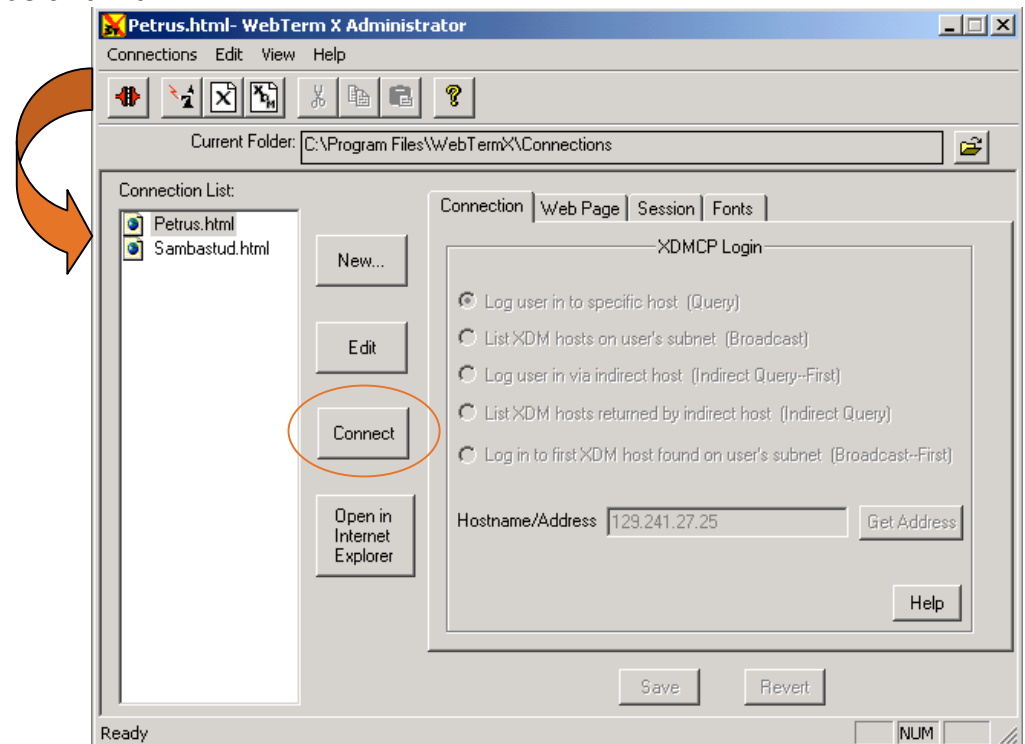 Petrus.html- WebTerm X Administrator
Connections Edit View Help
Current Folder: C:\Program Files\WebTermX\Connections
Connection List:
Petrus.html
Sambastud.html
New...
Edit
Connect
Open in
Internet
Explorer
Connection Web Page Session Fonts
XDMCP Login
Log user in to specific host (Query)
List XDM hosts on user's subnet (Broadcast)
Log user in via indirect host (Indirect Query--First)
List XDM hosts returned by indirect host (Indirect Query)
Log in to first XDM host found on user's subnet (Broadcast--First)
Hostname/Address 129.241.27.25 Get Address
Help
Save Revert
Ready NUM